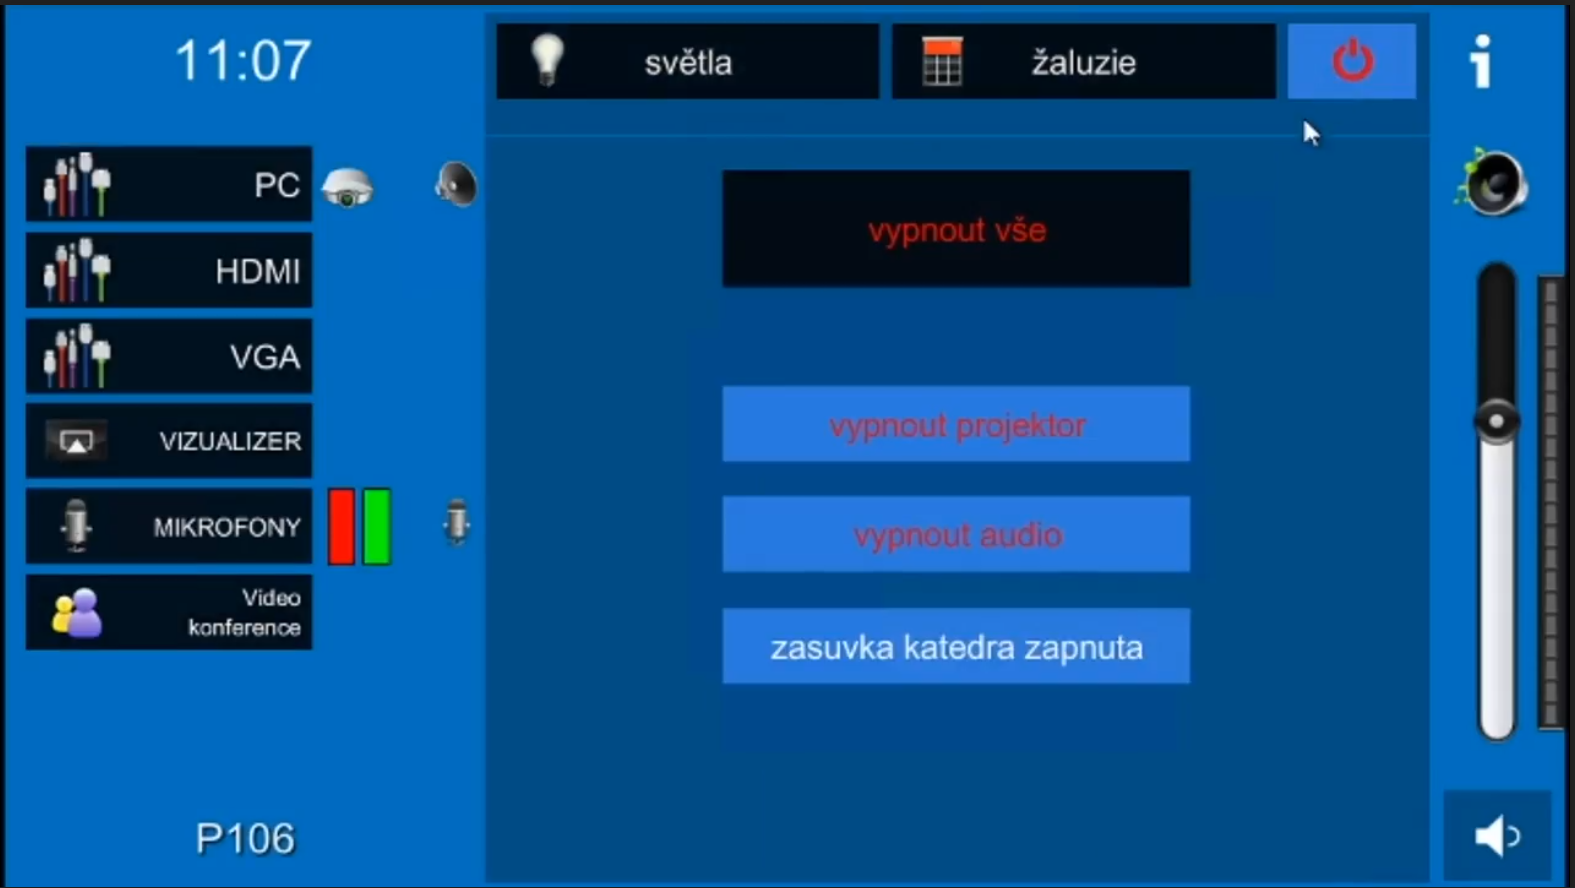 11:07
světla
žaluzie
PC
HDMI
VGA
VIZUALIZER
MIKROFONY
Video
konference
P106
vypnout vše
vypnout projektor
vypnout audio
zasuvka katedra zapnuta